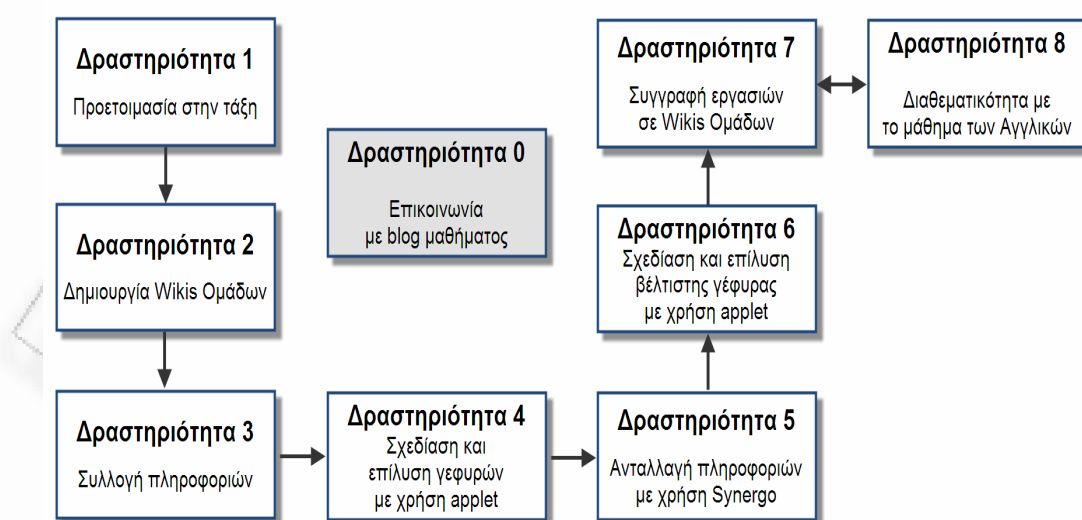 Δραστηριότητα 1
Προετοιμασία στην τάξη
Δραστηριότητα 2
Δημιουργία Wikis Ομάδων
Δραστηριότητα 3
Συλλογή πληροφοριών
Δραστηριότητα 0
Επικοινωνία
με blog μαθήματος
Δραστηριότητα 4
Σχεδίαση και
επίλυση γεφυρών
με χρήση applet
Δραστηριότητα 5
Ανταλλαγή πληροφοριών
με χρήση Synergo
Δραστηριότητα 6
Σχεδίαση και επίλυση
βέλτιστης γέφυρας
με χρήση applet
Δραστηριότητα 7
Συγγραφή εργασιών
σε Wikis Ομάδων
Δραστηριότητα 8
Διαθεματικότητα με
το μάθημα των Αγγλικών